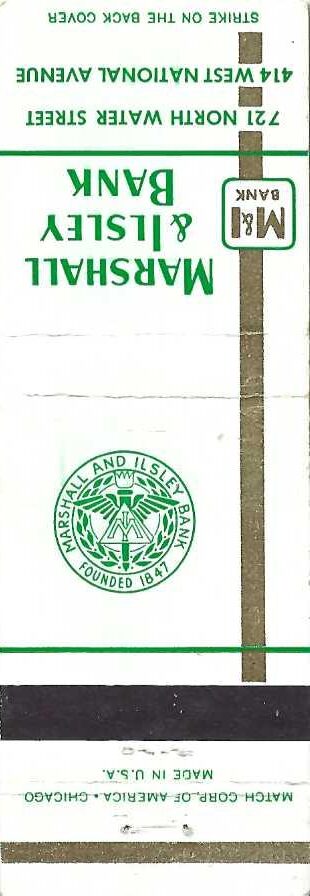 MARSHALL
& ILSLEY
BANK
M&I
BANK
721 NORTH WATER STREET
414 WEST NATIONAL AVENUE
STRIKE ON THE BACK COVER
MARSHALL AND ILSLEY BANK
FOUNDED 1847
MATCH CORP. OF AMERICA • CHICAGO
MADE IN U.S.A.